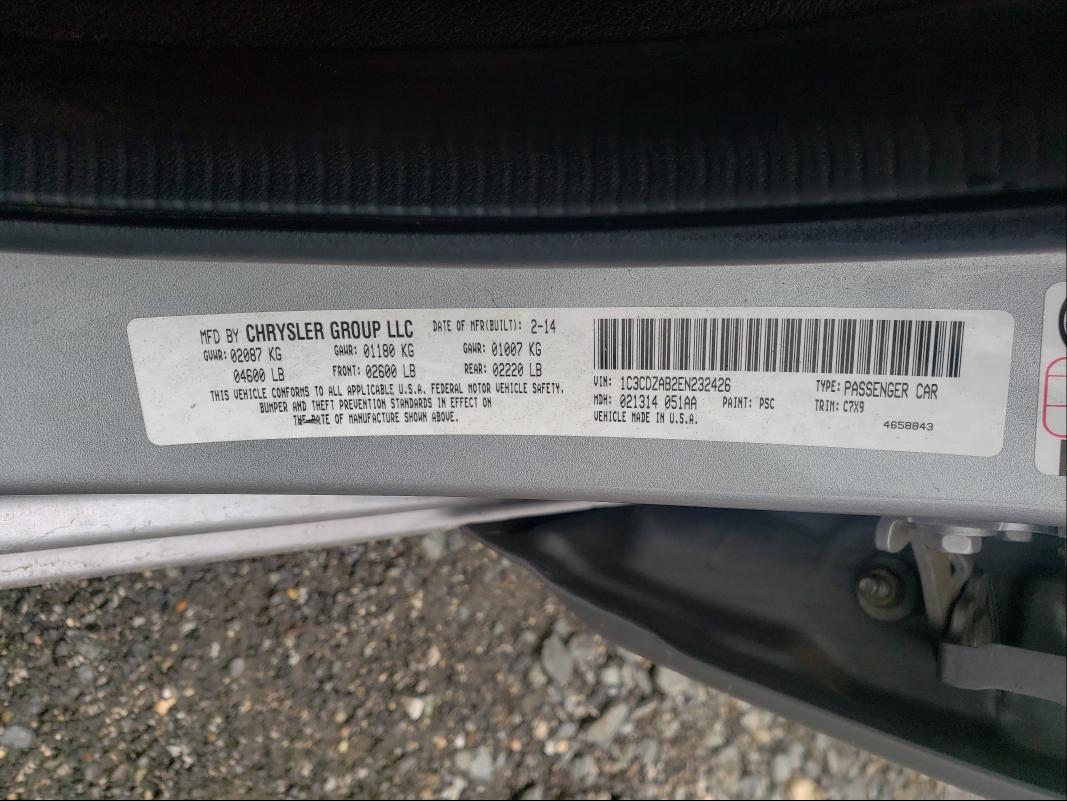 MFD BY CHRYSLER GROUP LLC DATE OF MFR(BUILT): 2-14
GVWR: 02087 KG GAWR: 01180 KG GAWR: 01007 KG
04600 LB FRONT: 02600 LB REAR: 02220 LB
THIS VEHICLE CONFORMS TO ALL APPLICABLE U.S.A. FEDERAL MOTOR VEHICLE SAFETY,
BUMPER AND THEFT PREVENTION STANDARDS IN EFFECT ON
THE DATE OF MANUFACTURE SHOWN ABOVE.
VIN: 1C3CDZAB2EN232426 TYPE: PASSENGER CAR
MDH: 021314 051AA PAINT: PSC TRIM: C7X9
VEHICLE MADE IN U.S.A.
4658843